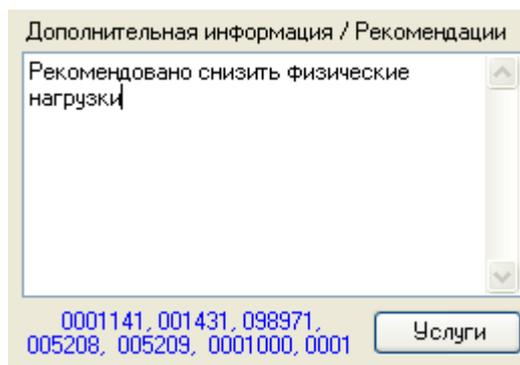 Дополнительная информация / Рекомендации
Рекомендовано снизить физические
нагрузки
0001141, 001431, 098971,
005208, 005209, 0001000, 0001
Услуги